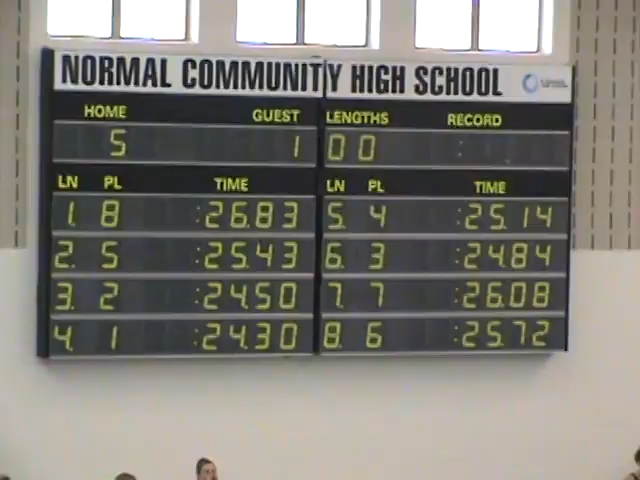 NORMAL COMMUNITY HIGH SCHOOL
HOME GUEST LENGTHS RECORD
5 1 00 :
LN PL TIME LN PL TIME
1. 8 :26.83 5. 4 :25.14
2. 5 :25.43 6. 3 :24.84
3. 2 :24.50 7. 7 :26.08
4. 1 :24.30 8. 6 :25.72